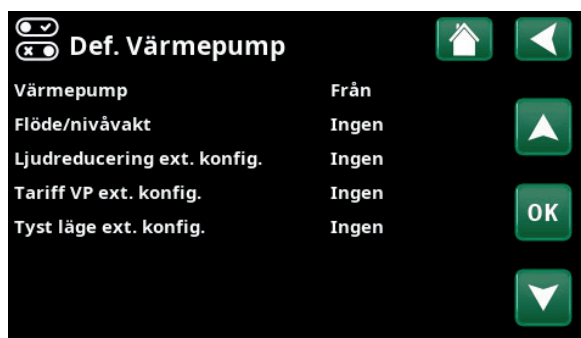 Def. Värmepump
Värmepump Från
Flöde/nivåvakt Ingen
Ljudreducering ext. konfig. Ingen
Tariff VP ext. konfig. Ingen
Tyst läge ext. konfig. Ingen
OK